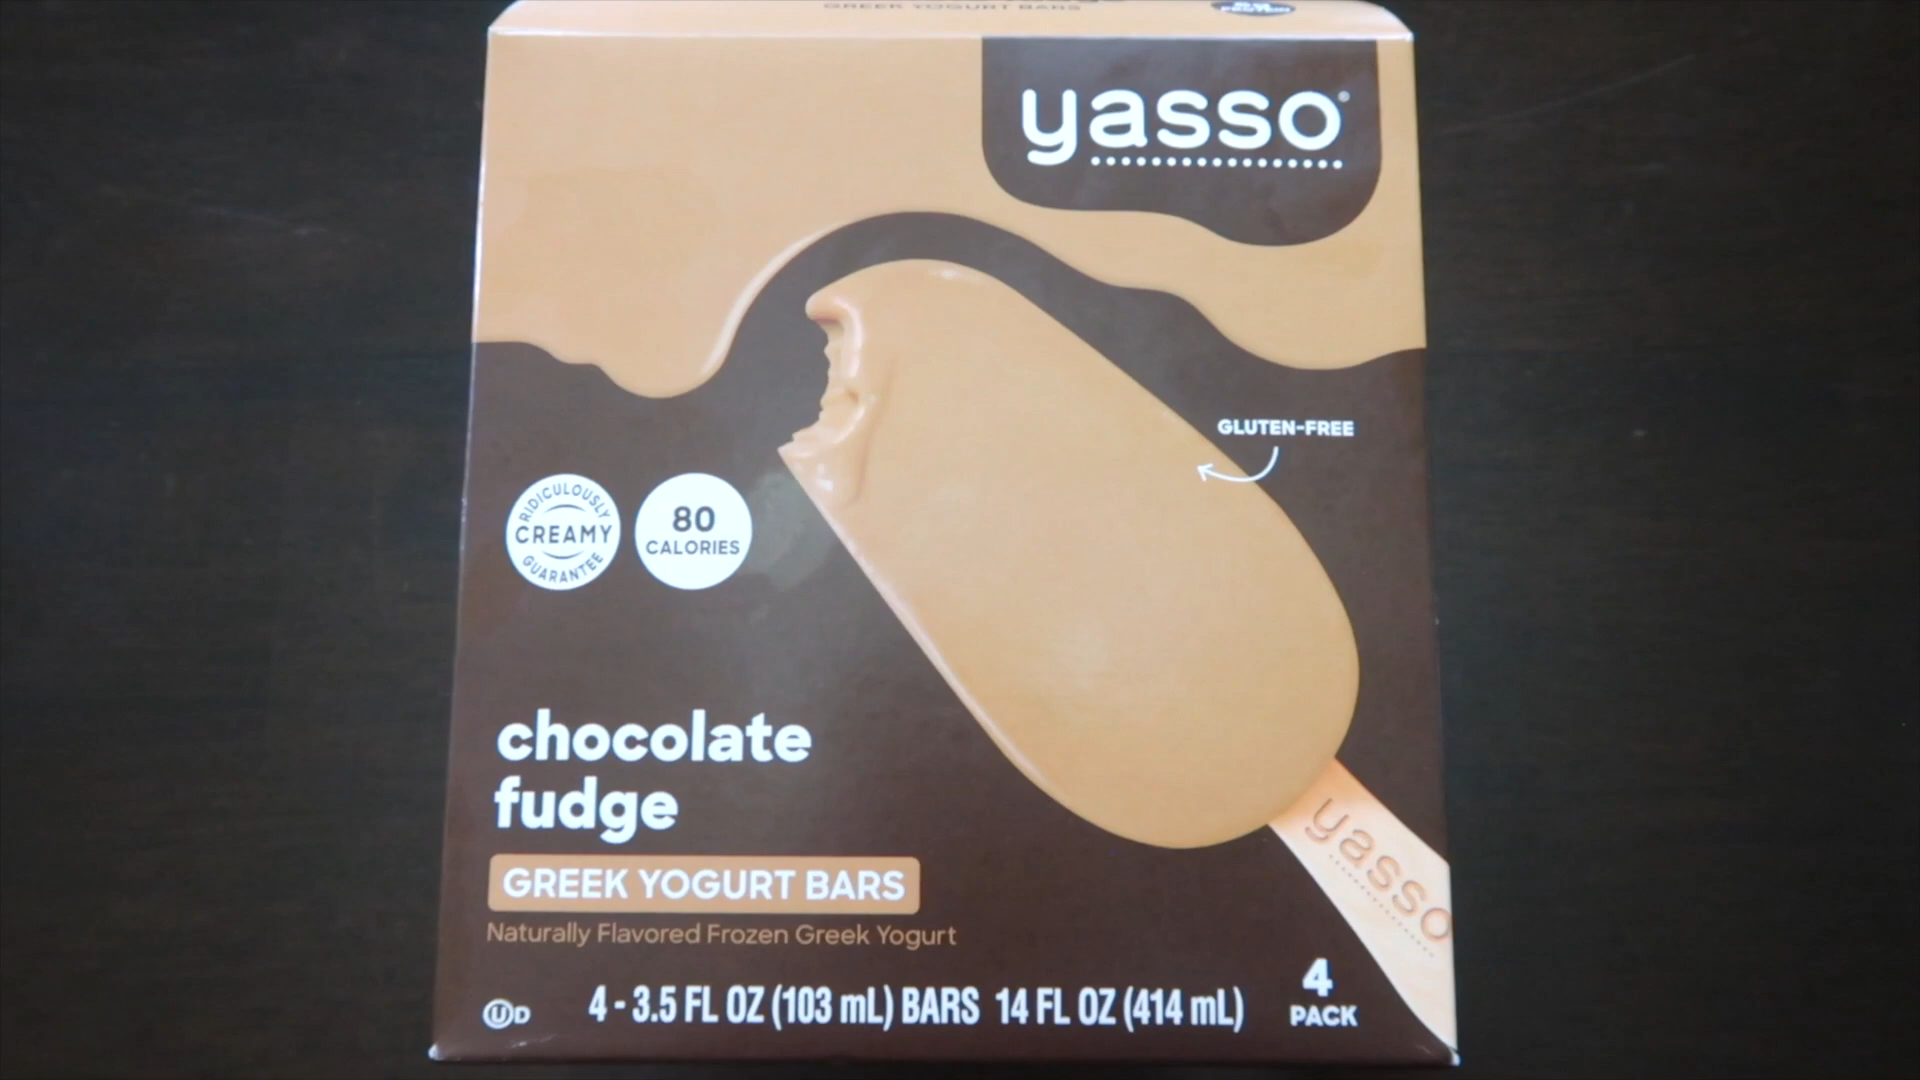 GREEK YOGURT BARS
yasso®
GLUTEN-FREE
RIDICULOUSLY
CREAMY
GUARANTEE
80
CALORIES
chocolate
fudge
GREEK YOGURT BARS
Naturally Flavored Frozen Greek Yogurt
yasso
UD
4 - 3.5 FL OZ (103 mL) BARS 14 FL OZ (414 mL)
4
PACK